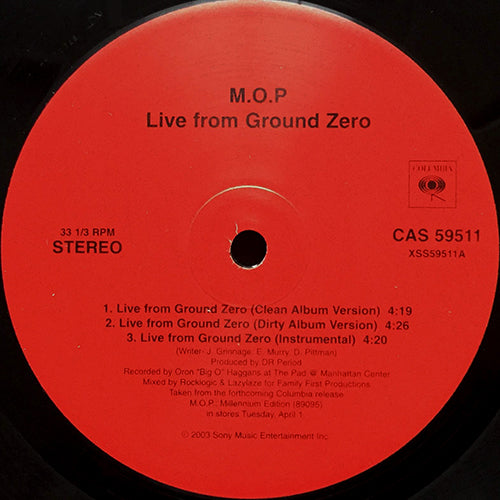 M.O.P
Live from Ground Zero
COLUMBIA
33 1/3 RPM
STEREO
CAS 59511
XSS59511A
1. Live from Ground Zero (Clean Album Version) 4:19
2. Live from Ground Zero (Dirty Album Version) 4:26
3. Live from Ground Zero (Instrumental) 4:20
(Writer- J. Grinnage, E. Murry, D. Pittman)
Produced by DR Period
Recorded by Oron "Big O" Haggans at The Pad @ Manhattan Center
Mixed by Rocklogic & Lazylaze for Family First Productions
Taken from the forthcoming Columbia release
M.O.P.: Millennium Edition (89095)
in stores Tuesday, April 1
© 2003 Sony Music Entertainment Inc.